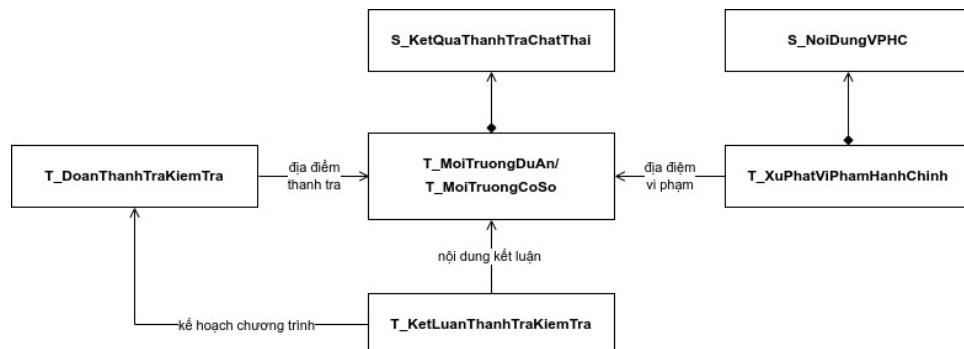 S_KetQuaThanhTraChatThai
S_NoiDungVPHC
T_DoanThanhTraKiemTra
địa điểm
thanh tra
T_MoiTruongDuAn/
T_MoiTruongCoSo
địa điệm
vi phạm
T_XuPhatViPhamHanhChinh
nội dung kết luận
kế hoạch chương trình
T_KetLuanThanhTraKiemTra